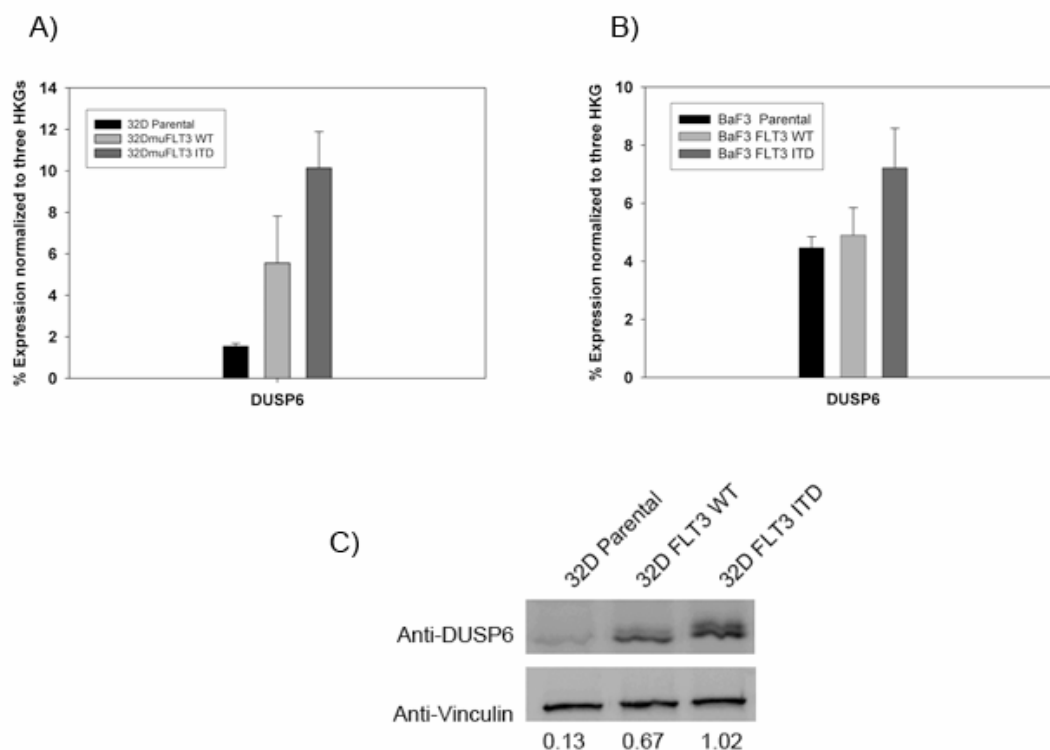 A)
% Expression normalized to three HKGs
14
12
10
8
6
4
2
0
32D Parental
32DmuFLT3 WT
32DmuFLT3 ITD
DUSP6
B)
% Expression normalized to three HKG
10
8
6
4
2
0
BaF3 Parental
BaF3 FLT3 WT
BaF3 FLT3 ITD
DUSP6
C)
32D Parental
32D FLT3 WT
32D FLT3 ITD
Anti-DUSP6
Anti-Vinculin
0.13 0.67 1.02